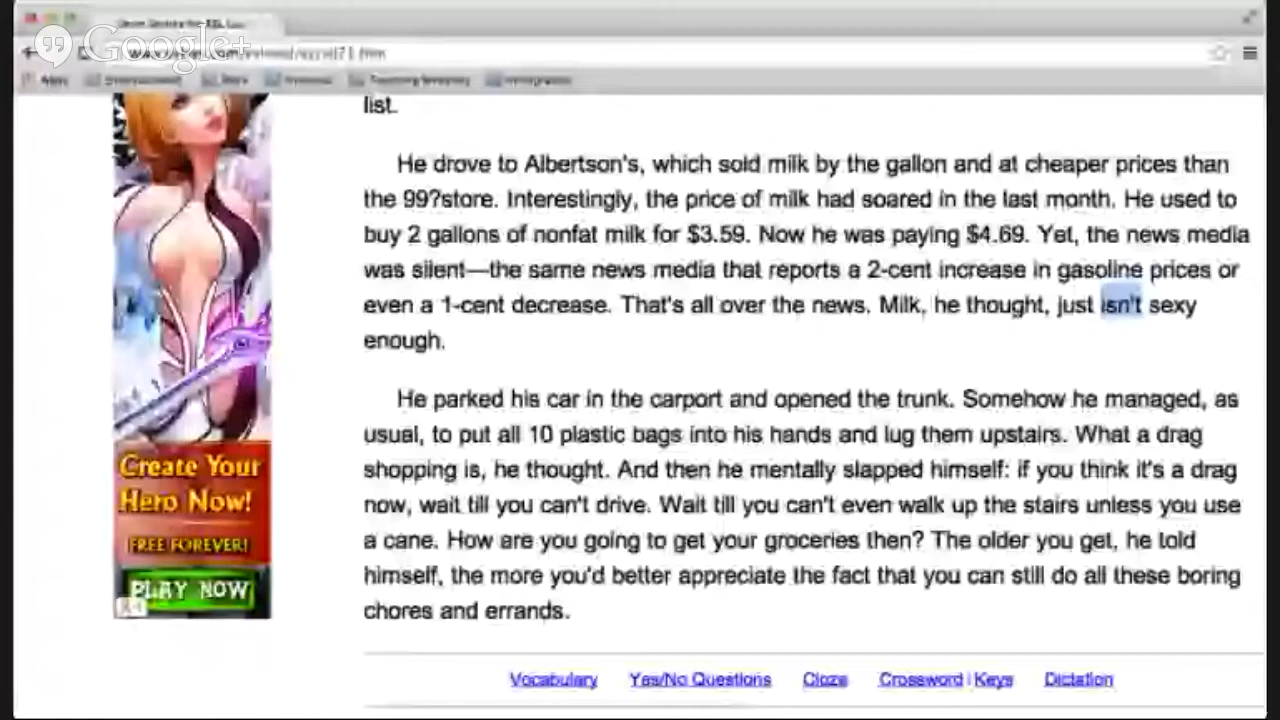 Google+
list.
He drove to Albertson's, which sold milk by the gallon and at cheaper prices than
the 99?store. Interestingly, the price of milk had soared in the last month. He used to
buy 2 gallons of nonfat milk for $3.59. Now he was paying $4.69. Yet, the news media
was silent—the same news media that reports a 2-cent increase in gasoline prices or
even a 1-cent decrease. That's all over the news. Milk, he thought, just isn't sexy
enough.
He parked his car in the carport and opened the trunk. Somehow he managed, as
usual, to put all 10 plastic bags into his hands and lug them upstairs. What a drag
shopping is, he thought. And then he mentally slapped himself: if you think it's a drag
now, wait till you can't drive. Wait till you can't even walk up the stairs unless you use
a cane. How are you going to get your groceries then? The older you get, he told
himself, the more you'd better appreciate the fact that you can still do all these boring
chores and errands.
Vocabulary Yes/No Questions Cloze Crossword | Keys Dictation
Create Your
Hero Now!
FREE FOREVER!
PLAY NOW